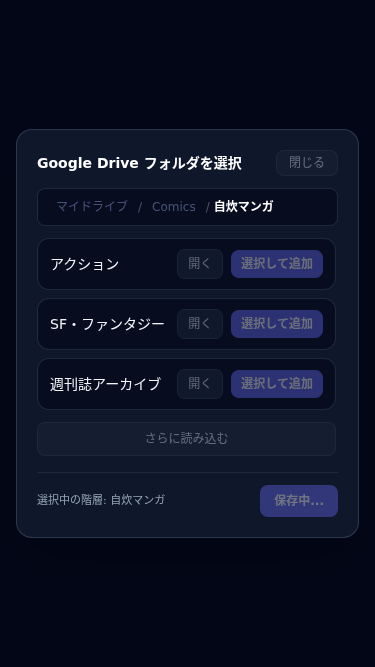 Google Drive フォルダを選択 閉じる
マイドライブ / Comics / 自炊マンガ
アクション 開く 選択して追加
SF・ファンタジー 開く 選択して追加
週刊誌アーカイブ 開く 選択して追加
さらに読み込む
選択中の階層: 自炊マンガ 保存中...